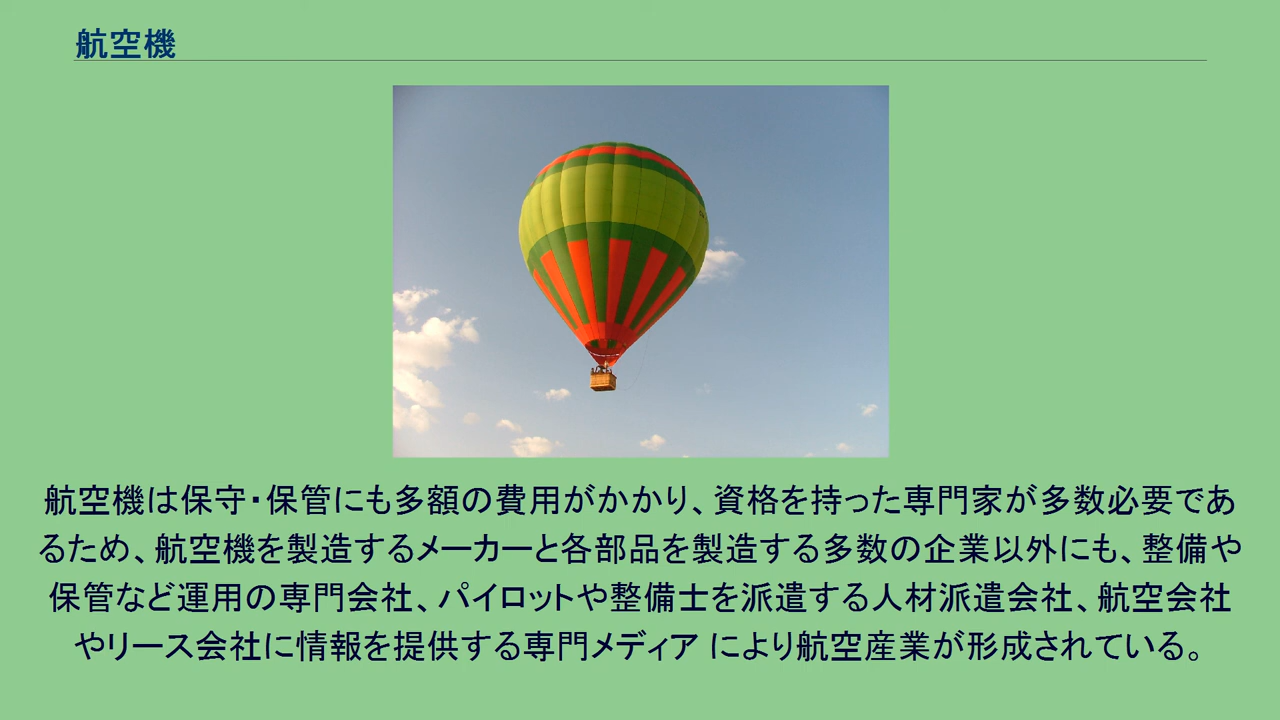 航空機
航空機は保守・保管にも多額の費用がかかり、資格を持った専門家が多数必要であ
るため、航空機を製造するメーカーと各部品を製造する多数の企業以外にも、整備や
保管など運用の専門会社、パイロットや整備士を派遣する人材派遣会社、航空会社
やリース会社に情報を提供する専門メディア により航空産業が形成されている。